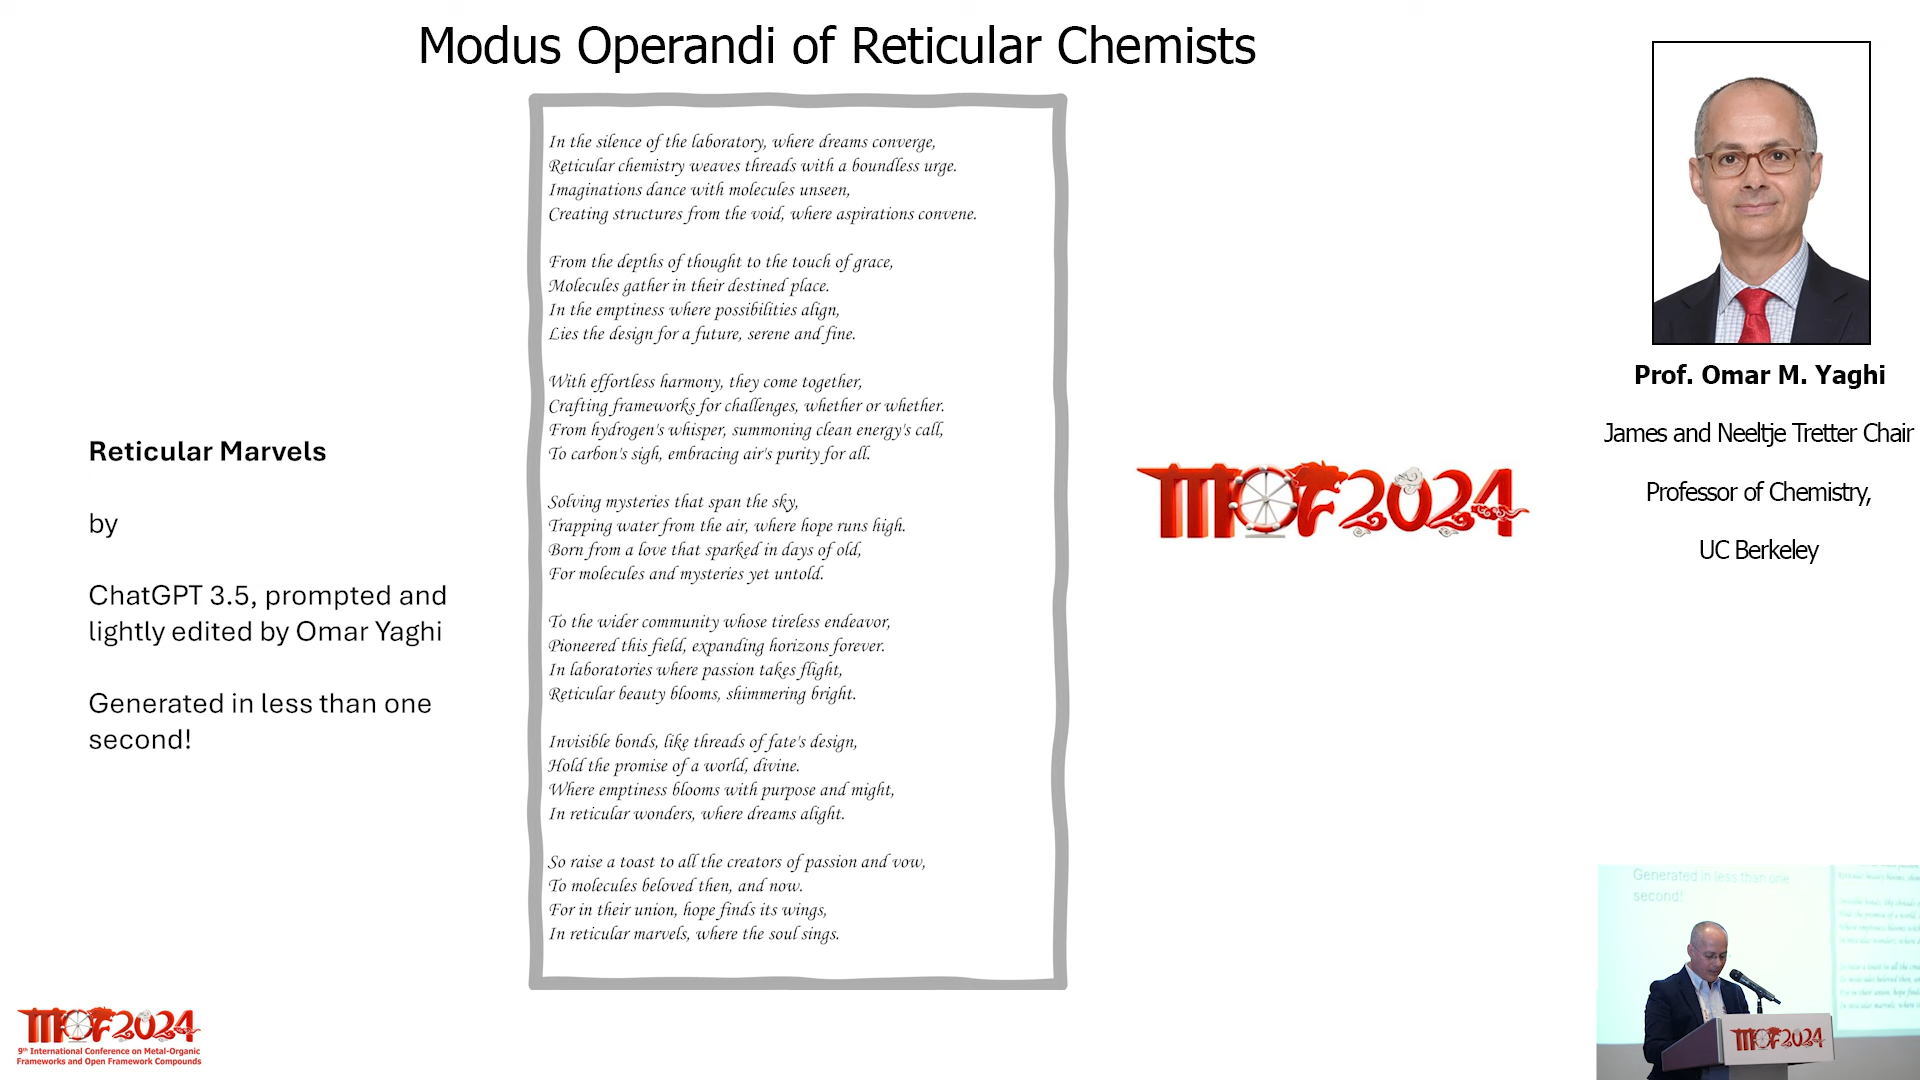 Modus Operandi of Reticular Chemists
Reticular Marvels
by
ChatGPT 3.5, prompted and
lightly edited by Omar Yaghi
Generated in less than one
second!
In the silence of the laboratory, where dreams converge,
Reticular chemistry weaves threads with a boundless urge.
Imaginations dance with molecules unseen,
Creating structures from the void, where aspirations convene.
From the depths of thought to the touch of grace,
Molecules gather in their destined place.
In the emptiness where possibilities align,
Lies the design for a future, serene and fine.
With effortless harmony, they come together,
Crafting frameworks for challenges, whether or whether.
From hydrogen's whisper, summoning clean energy's call,
To carbon's sigh, embracing air's purity for all.
Solving mysteries that span the sky,
Trapping water from the air, where hope runs high.
Born from a love that sparked in days of old,
For molecules and mysteries yet untold.
To the wider community whose tireless endeavor,
Pioneered this field, expanding horizons forever.
In laboratories where passion takes flight,
Reticular beauty blooms, shimmering bright.
Invisible bonds, like threads of fate's design,
Hold the promise of a world, divine.
Where emptiness blooms with purpose and might,
In reticular wonders, where dreams alight.
So raise a toast to all the creators of passion and vow,
To molecules beloved then, and now.
For in their union, hope finds its wings,
In reticular marvels, where the soul sings.
MOF2024
Prof. Omar M. Yaghi
James and Neeltje Tretter Chair
Professor of Chemistry,
UC Berkeley
MOF2024
9th International Conference on Metal-Organic
Frameworks and Open Framework Compounds
Generated in less than one
second!
MOF2024